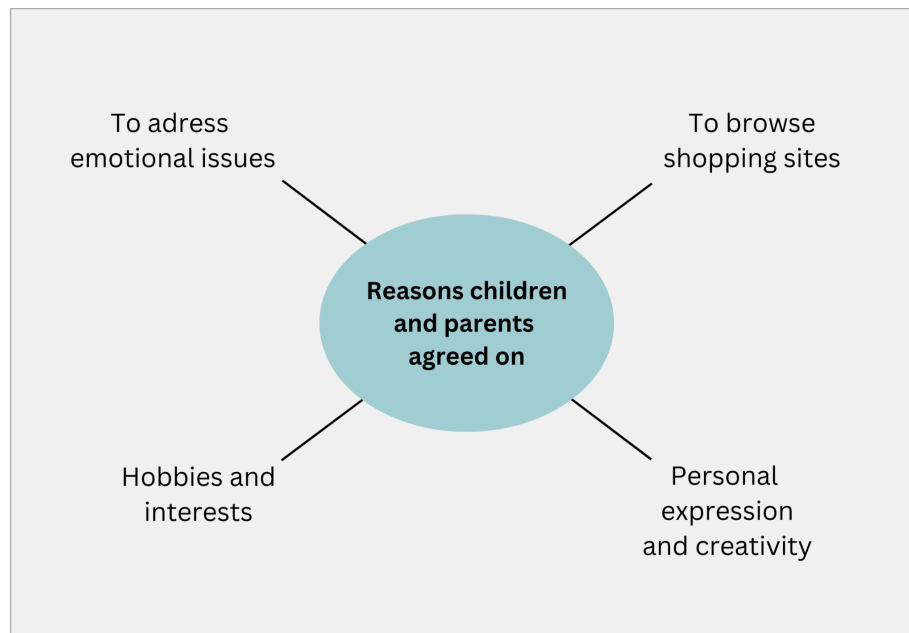 To adress
emotional issues
To browse
shopping sites
Reasons children
and parents
agreed on
Hobbies and
interests
Personal
expression
and creativity